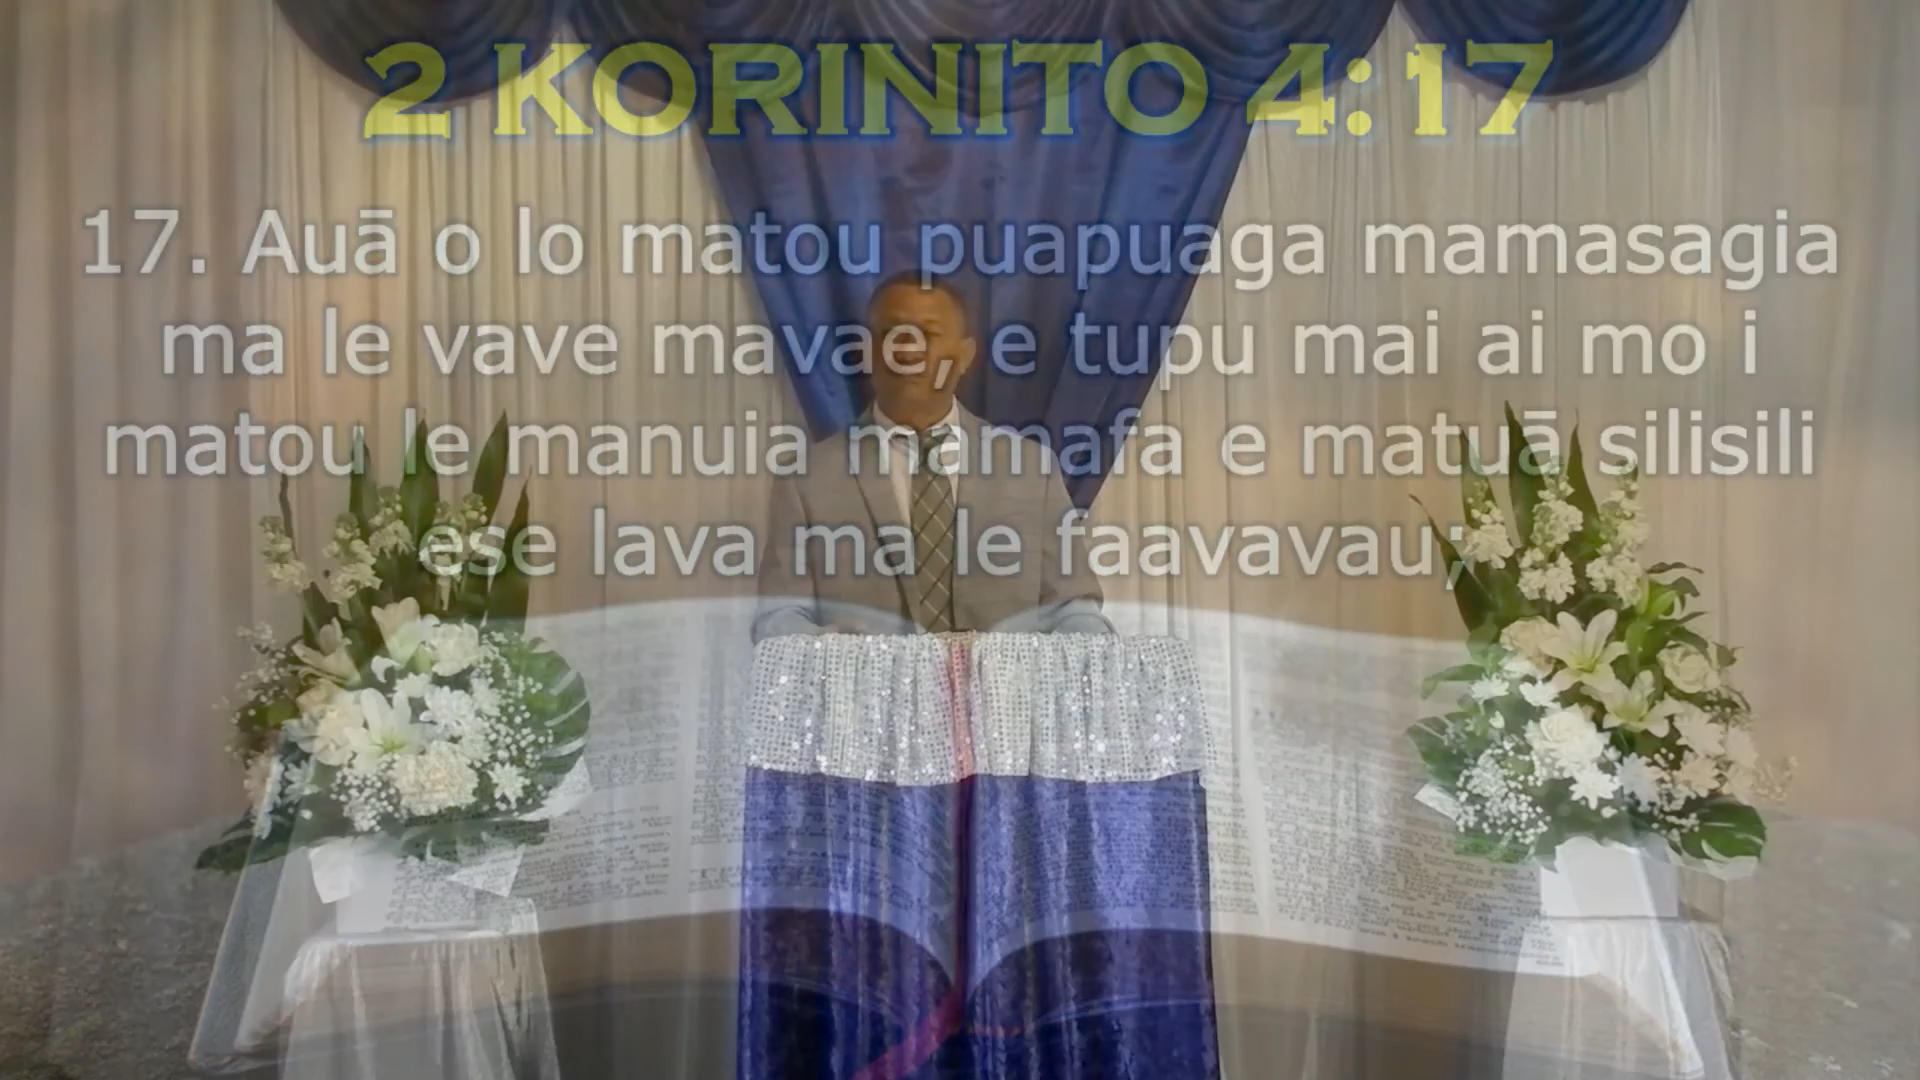 2 KORINITO 4:17
17. Auā o lo matou puapuaga mamasagia
ma le vave mavae, e tupu mai ai mo i
matou le manuia mamafa e matuā silisili
ese lava ma le faavavau;